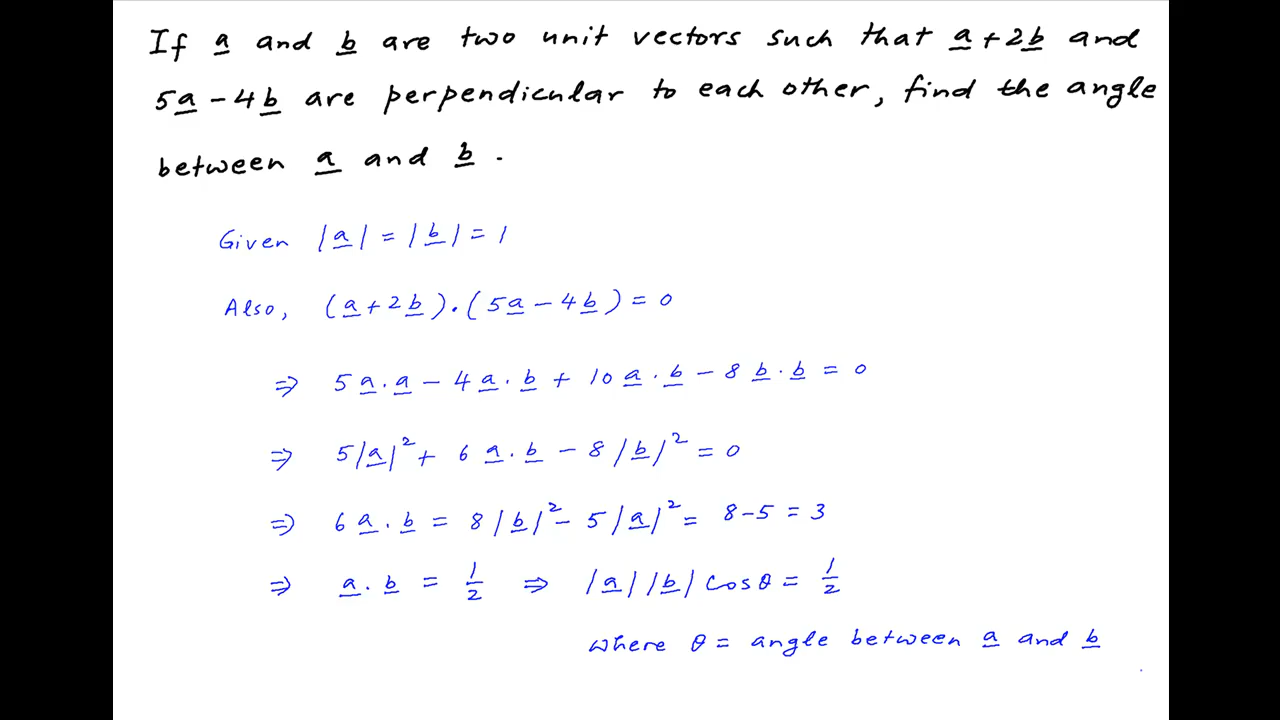 If a and b are two unit vectors such that a + 2b and
5a - 4b are perpendicular to each other, find the angle
between a and b.
Given |a| = |b| = 1
Also, (a + 2b) . (5a - 4b) = 0
⇒ 5a.a - 4a.b + 10a.b - 8b.b = 0
⇒ 5|a|² + 6a.b - 8|b|² = 0
⇒ 6a.b = 8|b|² - 5|a|² = 8-5 = 3
⇒ a.b = 1/2 ⇒ |a||b|cosθ = 1/2
where θ = angle between a and b